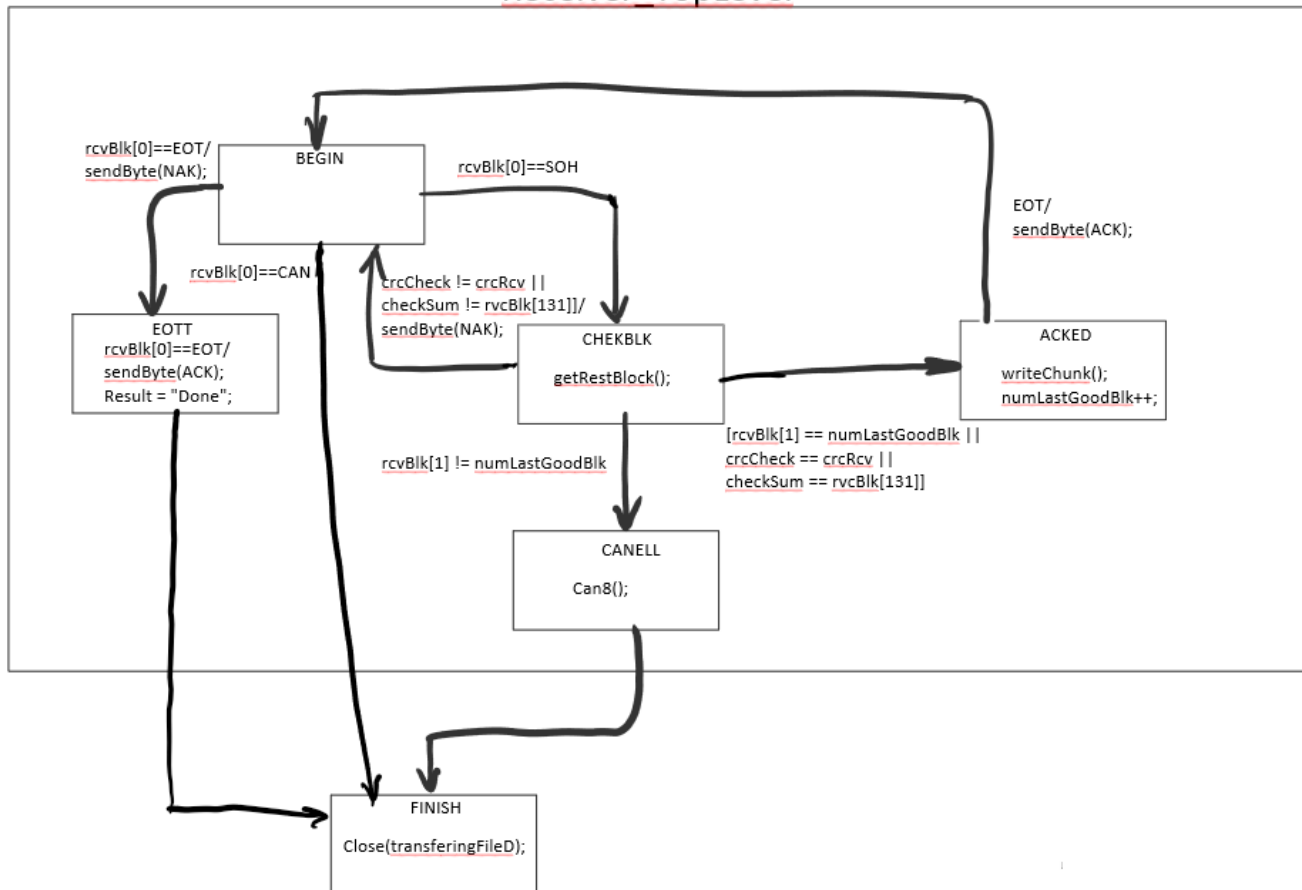 BEGIN
rcvBlk[0]==EOT/
sendByte(NAK);
rcvBlk[0]==SOH
EOT/
sendByte(ACK);
rcvBlk[0]==CAN
crcCheck != crcRcv ||
checkSum != rvcBlk[131]]/
sendByte(NAK);
EOTT
rcvBlk[0]==EOT/
sendByte(ACK);
Result = "Done";
CHEKBLK
getRestBlock();
ACKED
writeChunk();
numLastGoodBlk++;
rcvBlk[1] != numLastGoodBlk
[rcvBlk[1] == numLastGoodBlk ||
crcCheck == crcRcv ||
checkSum == rvcBlk[131]]
CANELL
Can8();
FINISH
Close(transferingFileD);